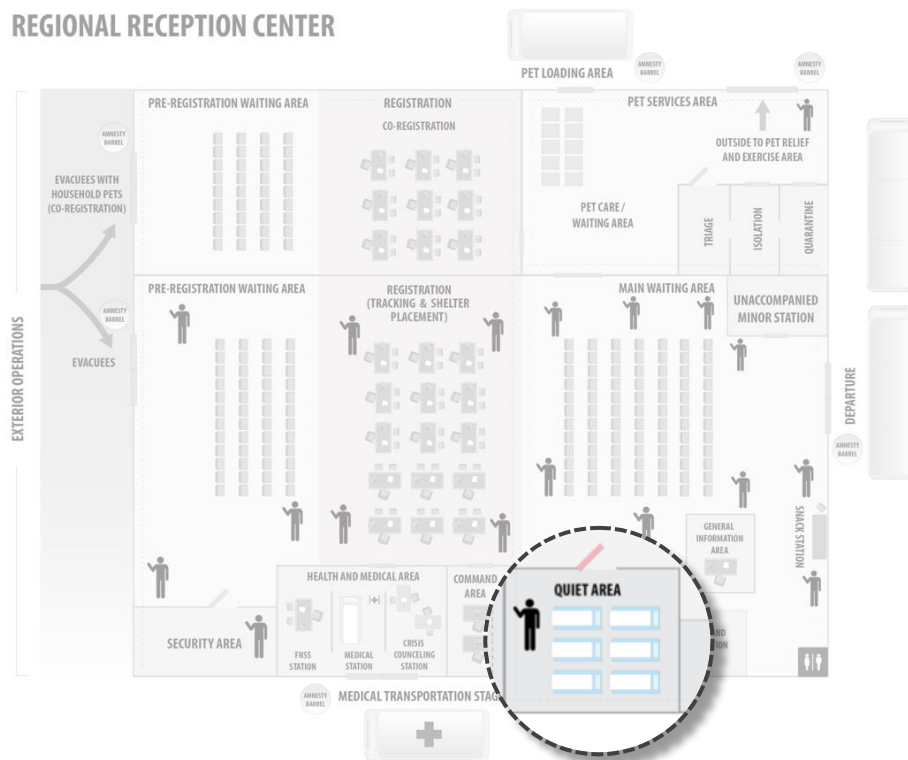 REGIONAL RECEPTION CENTER
PET LOADING AREA
AMNESTY
BARREL
AMNESTY
BARREL
PRE-REGISTRATION WAITING AREA
REGISTRATION
CO-REGISTRATION
PET SERVICES AREA
OUTSIDE TO PET RELIEF
AND EXERCISE AREA
AMNESTY
BARREL
EVACUEES WITH
HOUSEHOLD PETS
(CO-REGISTRATION)
PET CARE /
WAITING AREA
TRIAGE
ISOLATION
QUARANTINE
EXTERIOR OPERATIONS
PRE-REGISTRATION WAITING AREA
REGISTRATION
(TRACKING & SHELTER
PLACEMENT)
MAIN WAITING AREA
UNACCOMPANIED
MINOR STATION
AMNESTY
BARREL
EVACUEES
DEPARTURE
AMNESTY
BARREL
SNACK STATION
GENERAL
INFORMATION
AREA
HEALTH AND MEDICAL AREA
COMMAND
AREA
QUIET AREA
SECURITY AREA
FNSS
STATION
MEDICAL
STATION
CRISIS
COUNCELING
STATION
AMNESTY
BARREL
MEDICAL TRANSPORTATION STAG